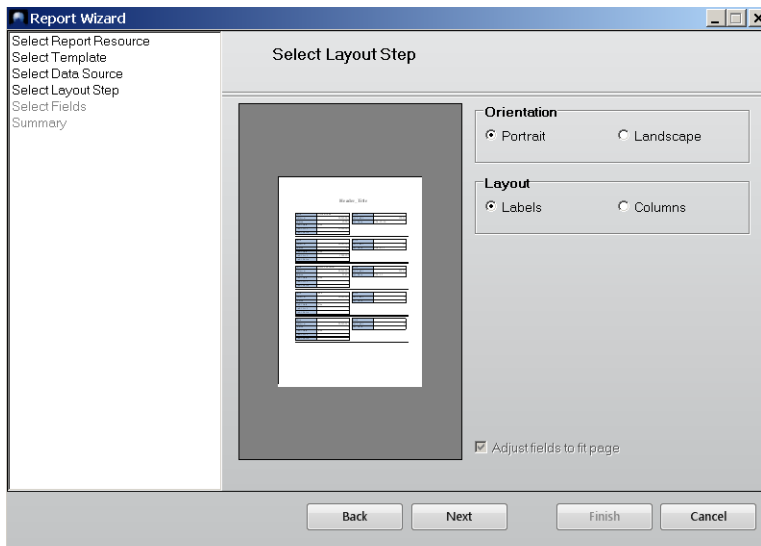 Report Wizard
Select Report Resource
Select Template
Select Data Source
Select Layout Step
Select Fields
Summary
Select Layout Step
Orientation
Portrait
Landscape
Layout
Labels
Columns
Adjust fields to fit page
Back
Next
Finish
Cancel